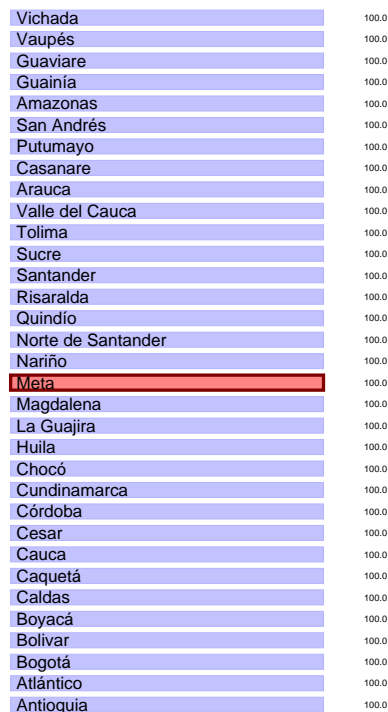 Vichada 100.0
Vaupés 100.0
Guaviare 100.0
Guainía 100.0
Amazonas 100.0
San Andrés 100.0
Putumayo 100.0
Casanare 100.0
Arauca 100.0
Valle del Cauca 100.0
Tolima 100.0
Sucre 100.0
Santander 100.0
Risaralda 100.0
Quindío 100.0
Norte de Santander 100.0
Nariño 100.0
Meta 100.0
Magdalena 100.0
La Guajira 100.0
Huila 100.0
Chocó 100.0
Cundinamarca 100.0
Córdoba 100.0
Cesar 100.0
Cauca 100.0
Caquetá 100.0
Caldas 100.0
Boyacá 100.0
Bolivar 100.0
Bogotá 100.0
Atlántico 100.0
Antioquia 100.0